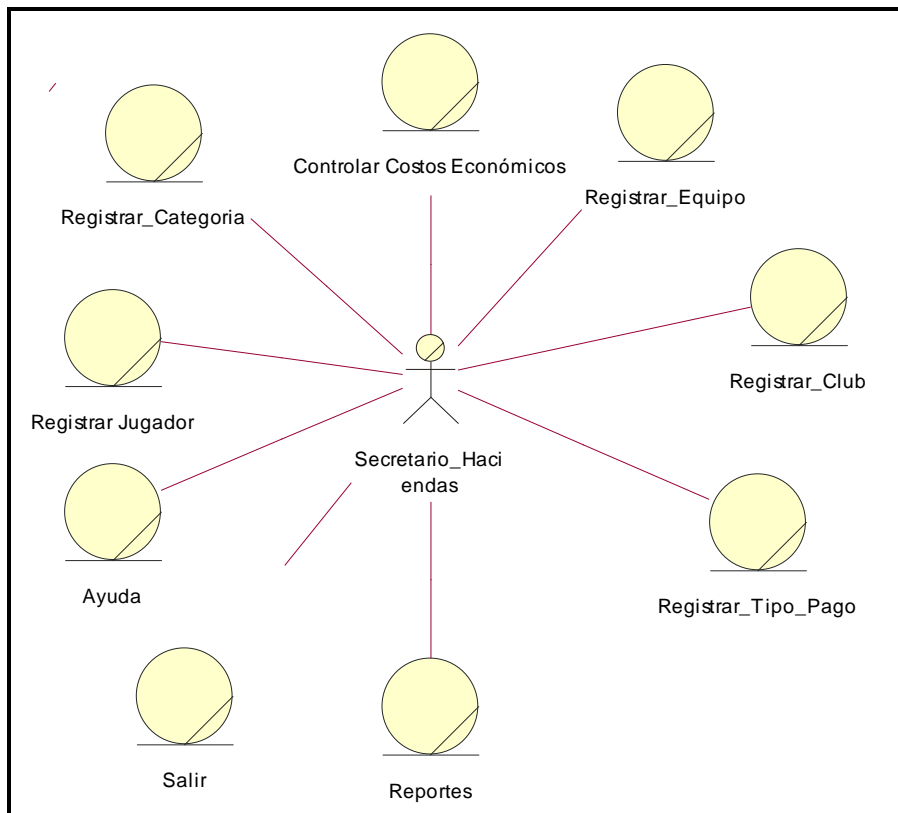 Controlar Costos Económicos
Registrar_Categoria
Registrar_Equipo
Registrar_Club
Registrar Jugador
Secretario_Haci
endas
Ayuda
Registrar_Tipo_Pago
Salir
Reportes